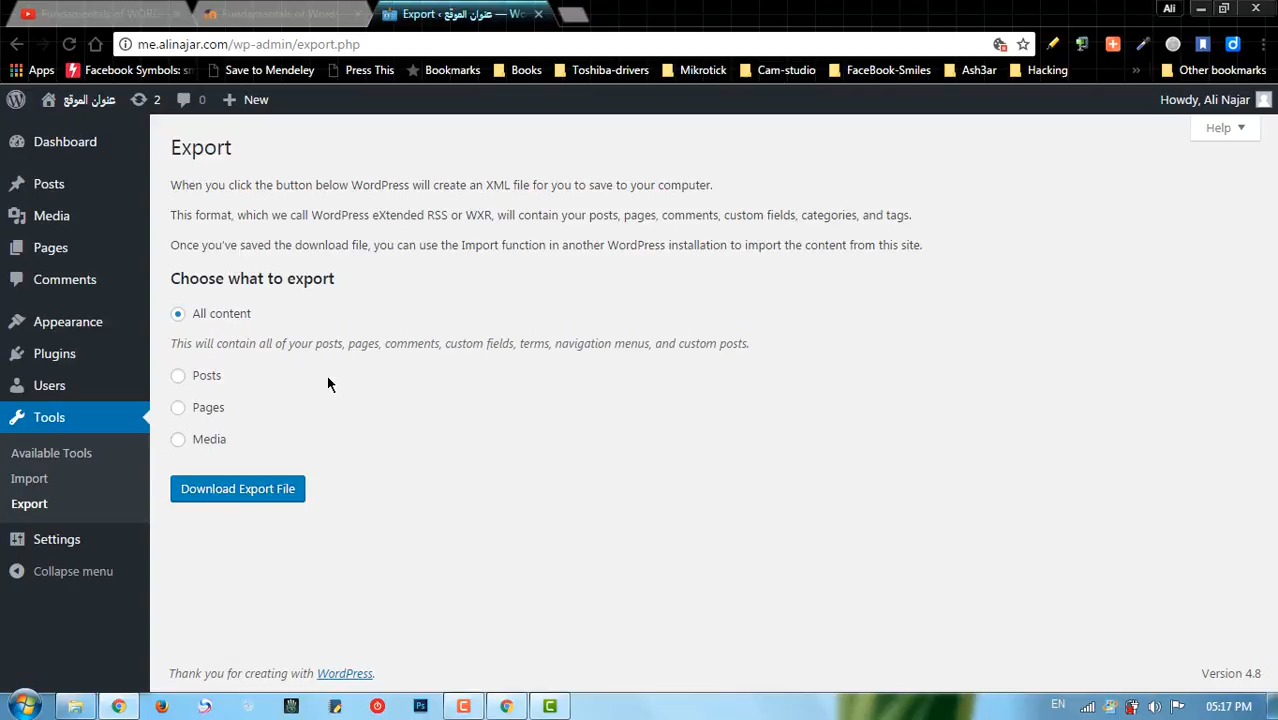 Fundamentals of WORL
Fundamentals of Word
Export ‹ عنوان الموقع — Wo
Ali
me.alinajar.com/wp-admin/export.php
Apps
Facebook Symbols: sm
Save to Mendeley
Press This
Bookmarks
Books
Toshiba-drivers
Mikrotick
Cam-studio
FaceBook-Smiles
Ash3ar
Hacking
»
Other bookmarks
عنوان الموقع
2
0
New
Howdy, Ali Najar
Help
Dashboard
Posts
Media
Pages
Comments
Appearance
Plugins
Users
Tools
Available Tools
Import
Export
Settings
Collapse menu
Export
When you click the button below WordPress will create an XML file for you to save to your computer.
This format, which we call WordPress eXtended RSS or WXR, will contain your posts, pages, comments, custom fields, categories, and tags.
Once you've saved the download file, you can use the Import function in another WordPress installation to import the content from this site.
Choose what to export
All content
This will contain all of your posts, pages, comments, custom fields, terms, navigation menus, and custom posts.
Posts
Pages
Media
Download Export File
Thank you for creating with WordPress.
Version 4.8
Ps
EN
05:17 PM